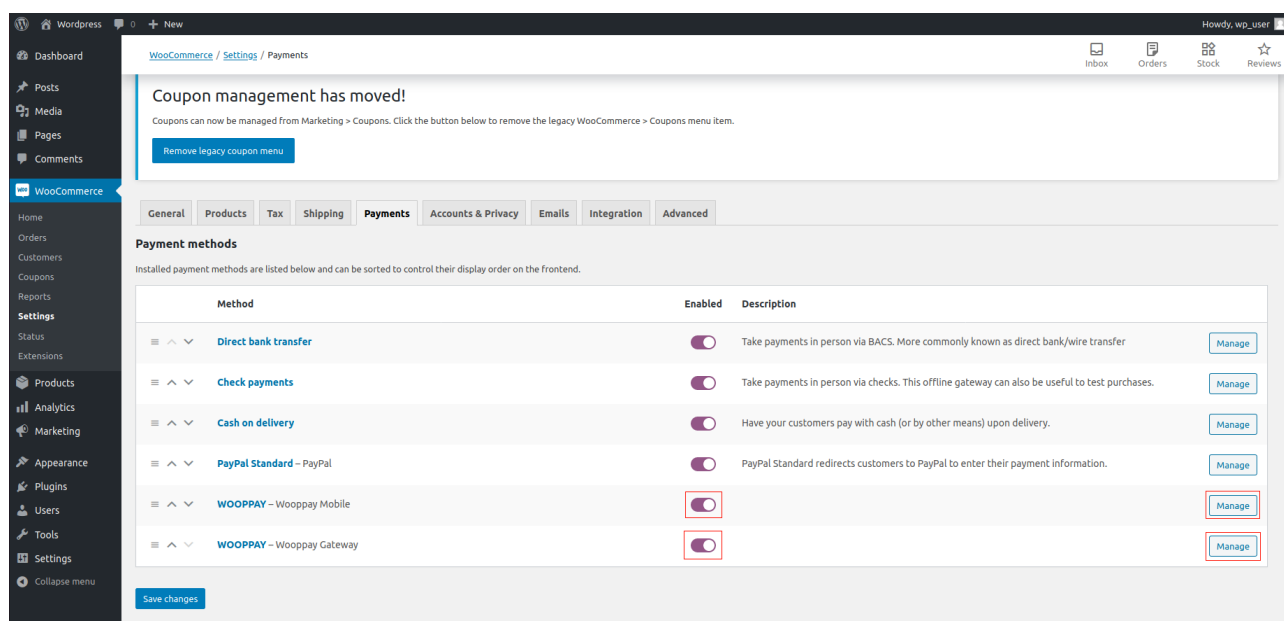 Wordpress 0 + New Howdy, wp_user
Dashboard
Posts
Media
Pages
Comments
WooCommerce
Home
Orders
Customers
Coupons
Reports
Settings
Status
Extensions
Products
Analytics
Marketing
Appearance
Plugins
Users
Tools
Settings
Collapse menu
WooCommerce / Settings / Payments
Inbox Orders Stock Reviews
Coupon management has moved!
Coupons can now be managed from Marketing > Coupons. Click the button below to remove the legacy WooCommerce > Coupons menu item.
Remove legacy coupon menu
General Products Tax Shipping Payments Accounts & Privacy Emails Integration Advanced
Payment methods
Installed payment methods are listed below and can be sorted to control their display order on the frontend.
Method Enabled Description
Direct bank transfer Take payments in person via BACS. More commonly known as direct bank/wire transfer Manage
Check payments Take payments in person via checks. This offline gateway can also be useful to test purchases. Manage
Cash on delivery Have your customers pay with cash (or by other means) upon delivery. Manage
PayPal Standard – PayPal PayPal Standard redirects customers to PayPal to enter their payment information. Manage
WOOPPAY – Wooppay Mobile Manage
WOOPPAY – Wooppay Gateway Manage
Save changes